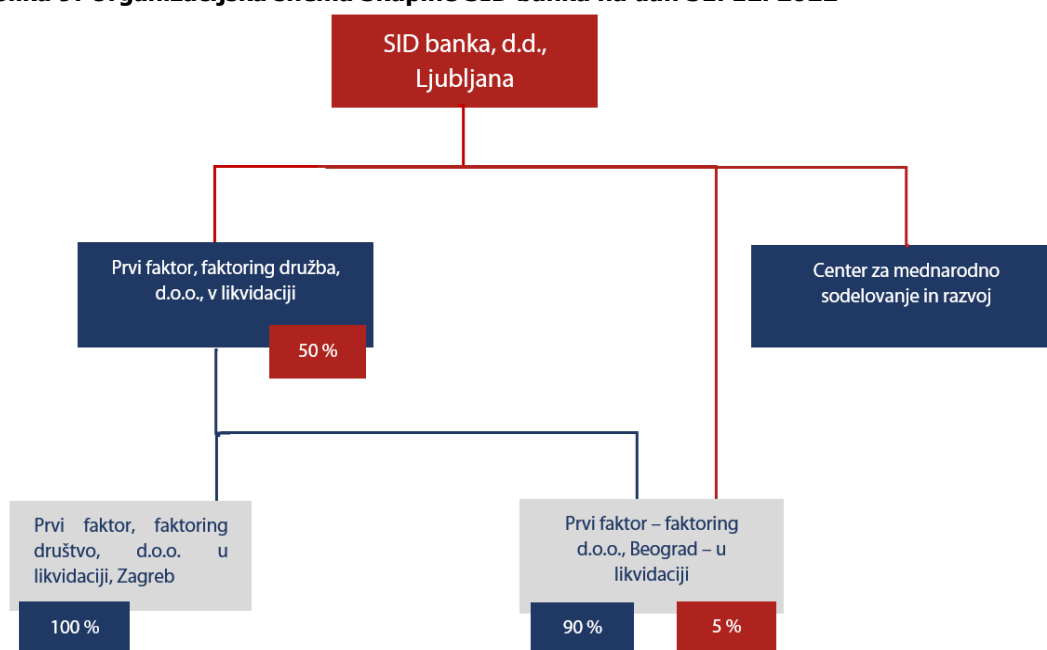 SID banka, d.d.,
Ljubljana
Prvi faktor, faktoring družba,
d.o.o., v likvidaciji
50 %
Center za mednarodno
sodelovanje in razvoj
Prvi faktor, faktoring
društvo, d.o.o. u
likvidaciji, Zagreb
100 %
Prvi faktor – faktoring
d.o.o., Beograd – u
likvidaciji
90 %
5 %